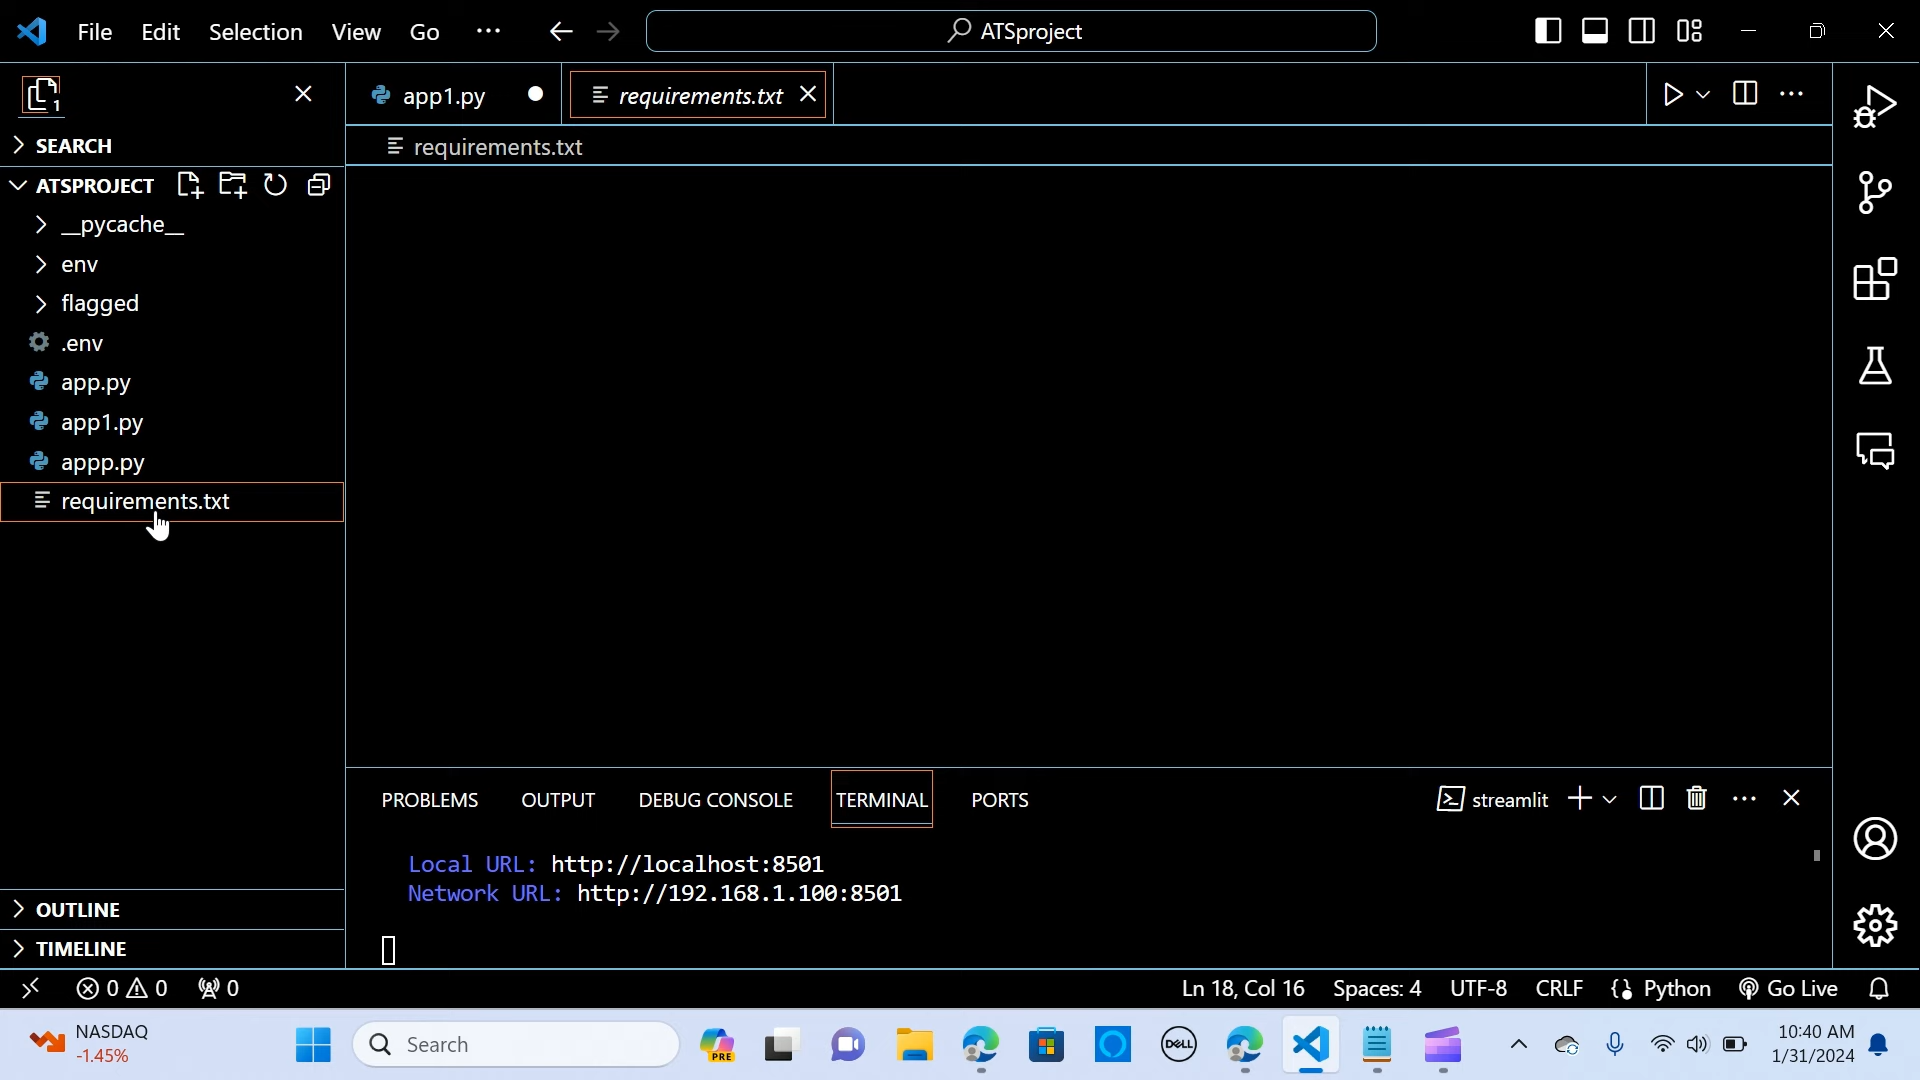 File Edit Selection View Go ··· ATSproject
1
app1.py requirements.txt
SEARCH
requirements.txt
ATSPROJECT
__pycache__
env
flagged
.env
app.py
app1.py
appp.py
requirements.txt
PROBLEMS OUTPUT DEBUG CONSOLE TERMINAL PORTS streamlit
Local URL: http://localhost:8501
Network URL: http://192.168.1.100:8501
OUTLINE
TIMELINE
0 0 0 Ln 18, Col 16 Spaces: 4 UTF-8 CRLF {} Python Go Live
NASDAQ
-1.45%
Search
PRE
DELL
10:40 AM
1/31/2024